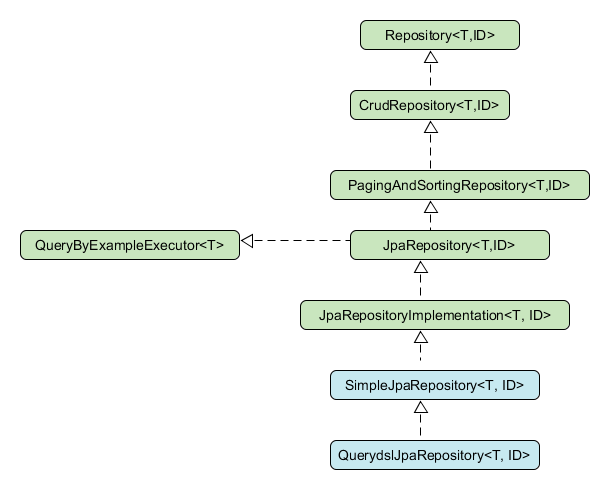 Repository<T,ID>
CrudRepository<T,ID>
PagingAndSortingRepository<T,ID>
QueryByExampleExecutor<T>
JpaRepository<T,ID>
JpaRepositoryImplementation<T, ID>
SimpleJpaRepository<T, ID>
QuerydslJpaRepository<T, ID>